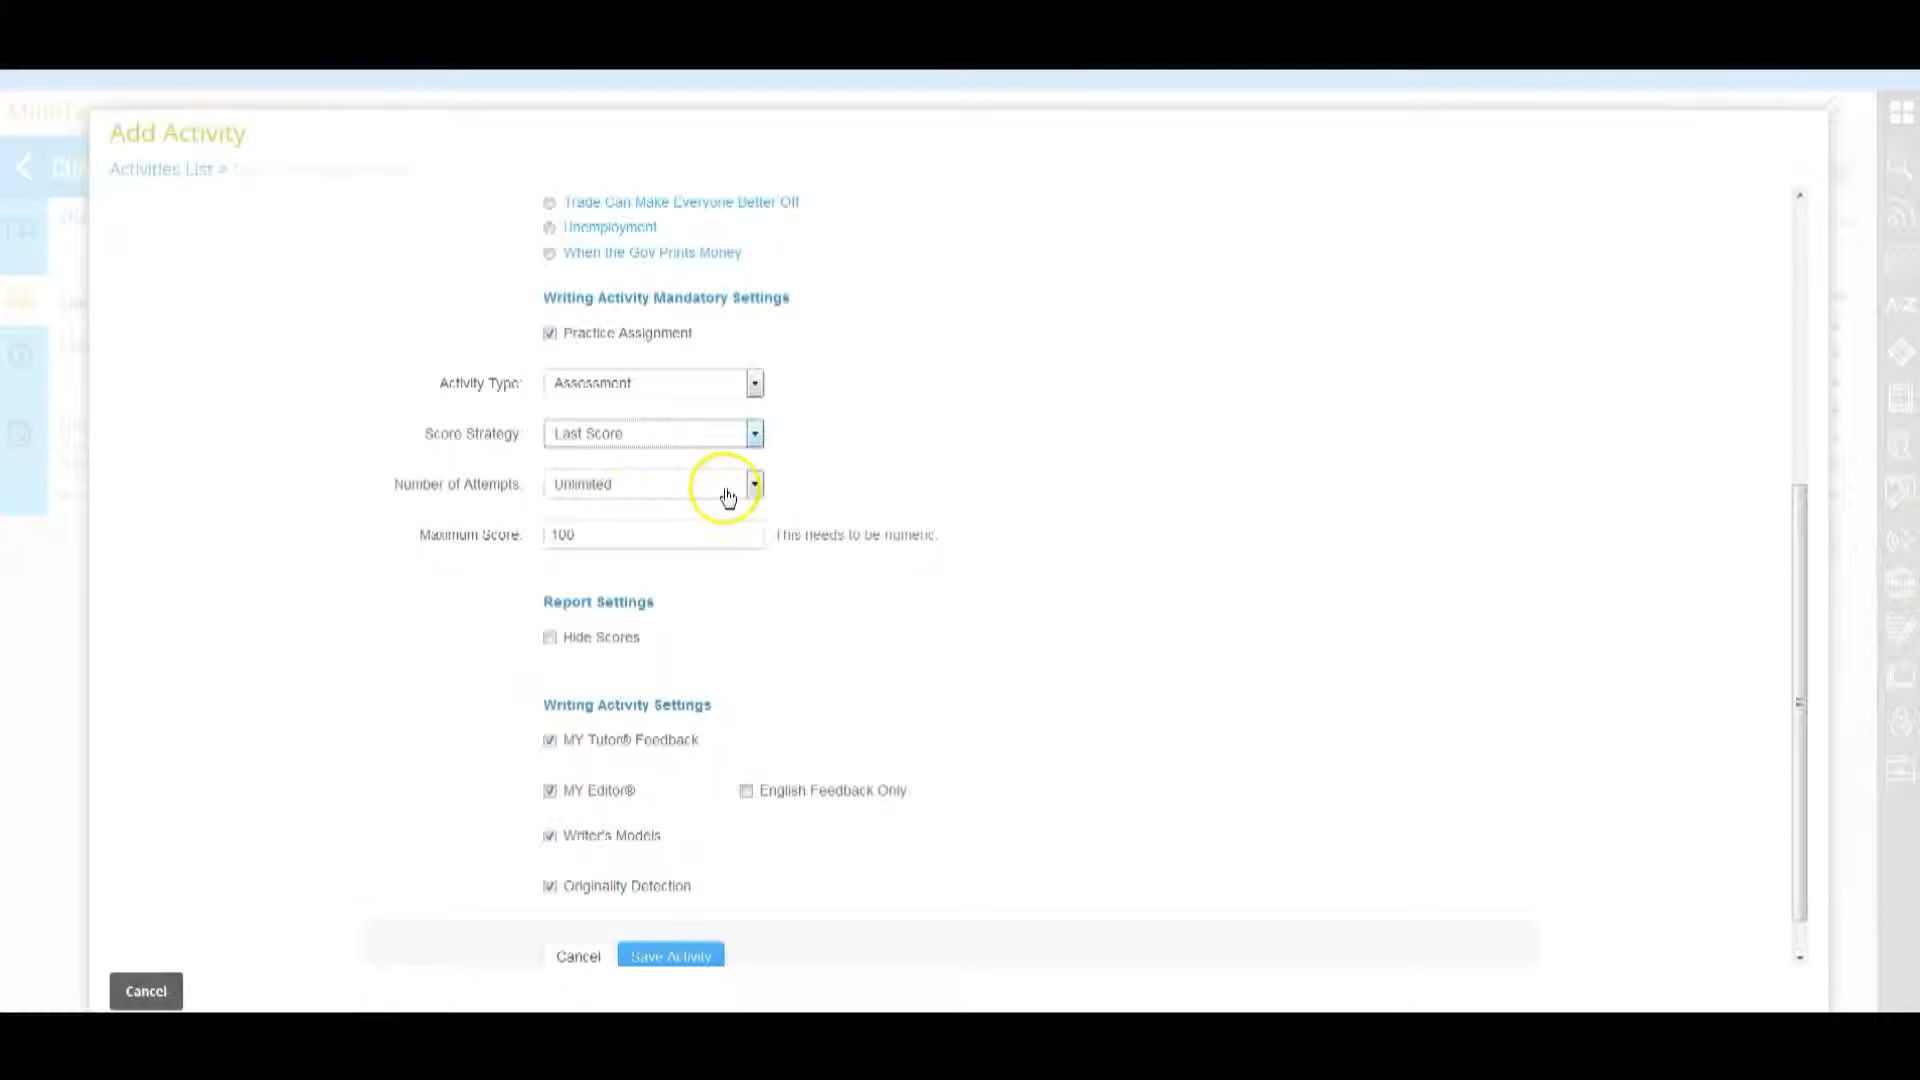 Add Activity
Activities List »
Trade Can Make Everyone Better Off
Unemployment
When the Gov Prints Money
Writing Activity Mandatory Settings
Practice Assignment
Activity Type: Assessment
Score Strategy: Last Score
Number of Attempts: Unlimited
Maximum Score: 100 This needs to be numeric.
Report Settings
Hide Scores
Writing Activity Settings
MY Tutor® Feedback
MY Editor® English Feedback Only
Writer's Models
Originality Detection
Cancel Save Activity
Cancel
A-Z